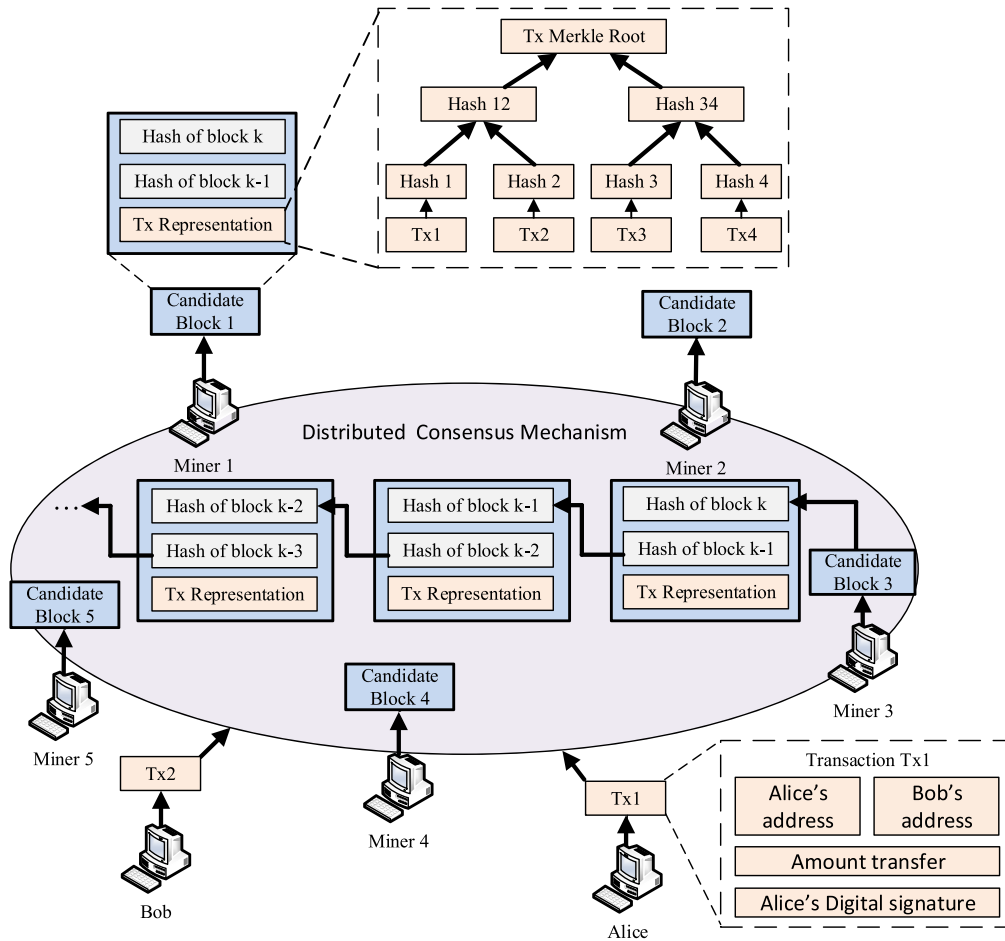 Tx Merkle Root
Hash 12
Hash 34
Hash 1
Hash 2
Hash 3
Hash 4
Tx1
Tx2
Tx3
Tx4
Hash of block k
Hash of block k-1
Tx Representation
Candidate
Block 1
Candidate
Block 2
Miner 1
Miner 2
Distributed Consensus Mechanism
...
Hash of block k-2
Hash of block k-3
Tx Representation
Hash of block k-1
Hash of block k-2
Tx Representation
Hash of block k
Hash of block k-1
Tx Representation
Candidate
Block 3
Miner 3
Candidate
Block 5
Miner 5
Candidate
Block 4
Miner 4
Tx2
Bob
Tx1
Alice
Transaction Tx1
Alice's
address
Bob's
address
Amount transfer
Alice's Digital signature